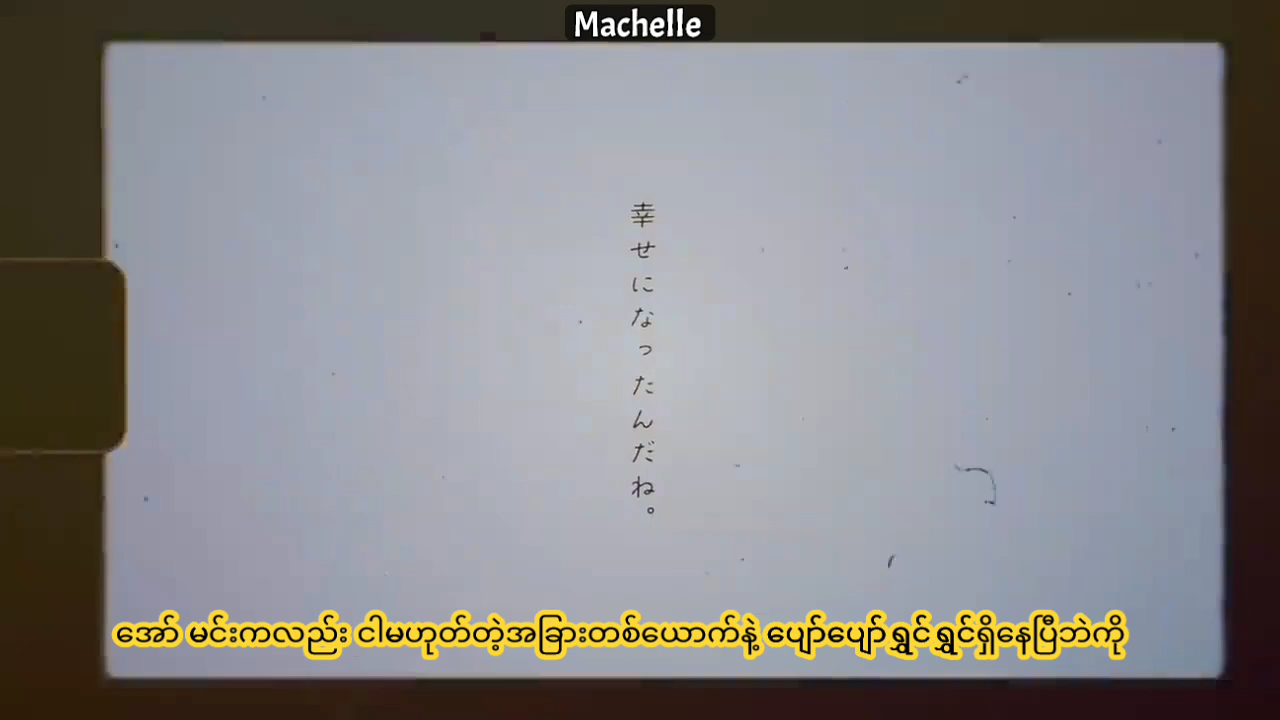 Machelle
幸せになったんだね。
အော် မင်းကလည်း ငါမဟုတ်တဲ့အခြားတစ်ယောက်နဲ့ ပျော်ပျော်ရွှင်ရွှင်ရှိနေပြီဘဲကို